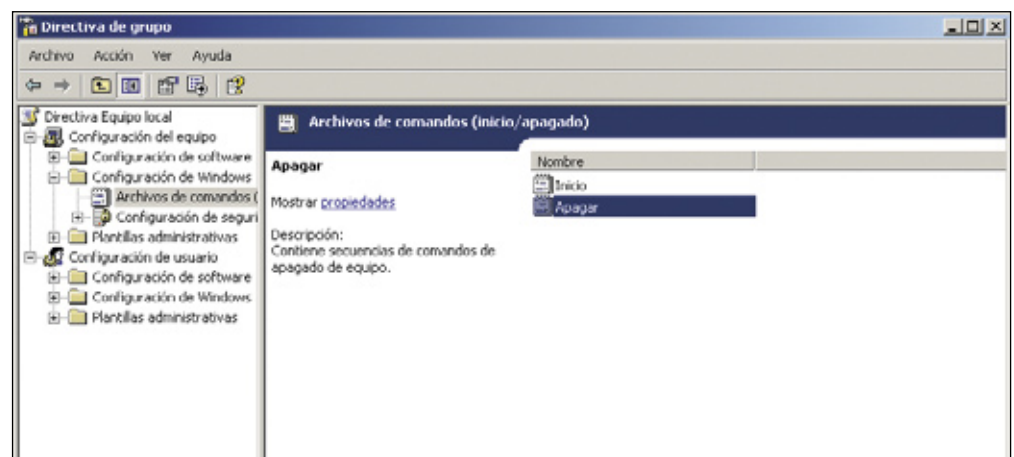 Directiva de grupo
Archivo Acción Ver Ayuda
Directiva Equipo local
Configuración del equipo
Configuración de software
Configuración de Windows
Archivos de comandos (
Configuración de seguri
Plantillas administrativas
Configuración de usuario
Configuración de software
Configuración de Windows
Plantillas administrativas
Archivos de comandos (inicio/apagado)
Apagar
Mostrar propiedades
Descripción:
Contiene secuencias de comandos de
apagado de equipo.
Nombre
Inicio
Apagar